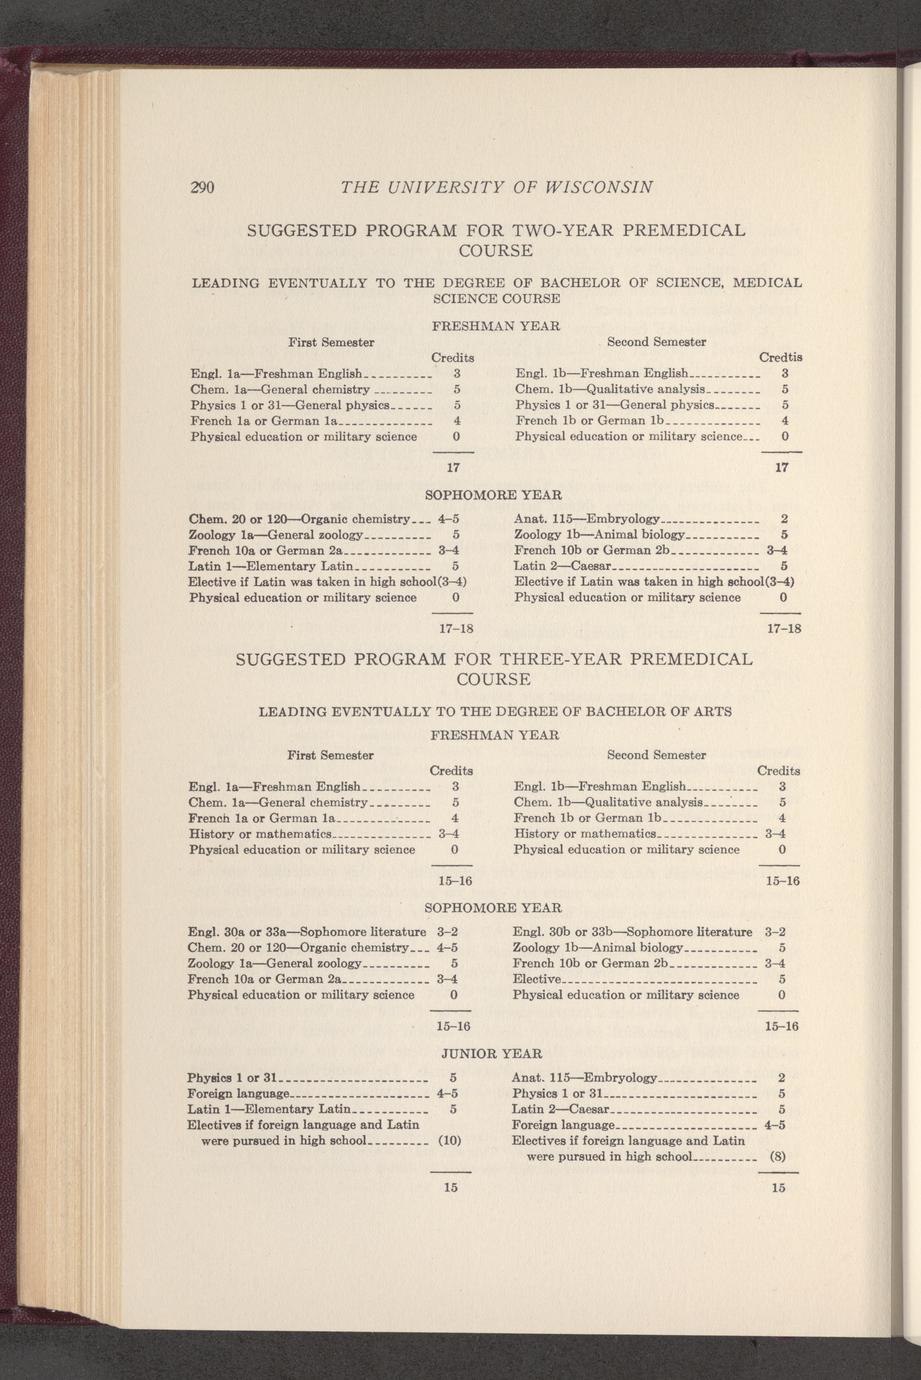 290 THE UNIVERSITY OF WISCONSIN
SUGGESTED PROGRAM FOR TWO-YEAR PREMEDICAL
COURSE
LEADING EVENTUALLY TO THE DEGREE OF BACHELOR OF SCIENCE, MEDICAL
SCIENCE COURSE
FRESHMAN YEAR
First Semester
Credits
Engl. 1a—Freshman English 3
Chem. 1a—General chemistry 5
Physics 1 or 31—General physics 5
French 1a or German 1a 4
Physical education or military science 0
17
Second Semester
Credtis
Engl. 1b—Freshman English 3
Chem. 1b—Qualitative analysis 5
Physics 1 or 31—General physics 5
French 1b or German 1b 4
Physical education or military science 0
17
SOPHOMORE YEAR
Chem. 20 or 120—Organic chemistry 4–5
Zoology 1a—General zoology 5
French 10a or German 2a 3–4
Latin 1—Elementary Latin 5
Elective if Latin was taken in high school(3–4)
Physical education or military science 0
17–18
Anat. 115—Embryology 2
Zoology 1b—Animal biology 5
French 10b or German 2b 3–4
Latin 2—Caesar 5
Elective if Latin was taken in high school(3–4)
Physical education or military science 0
17–18
SUGGESTED PROGRAM FOR THREE-YEAR PREMEDICAL
COURSE
LEADING EVENTUALLY TO THE DEGREE OF BACHELOR OF ARTS
FRESHMAN YEAR
First Semester
Credits
Engl. 1a—Freshman English 3
Chem. 1a—General chemistry 5
French 1a or German 1a 4
History or mathematics 3–4
Physical education or military science 0
15–16
Second Semester
Credits
Engl. 1b—Freshman English 3
Chem. 1b—Qualitative analysis 5
French 1b or German 1b 4
History or mathematics 3–4
Physical education or military science 0
15–16
SOPHOMORE YEAR
Engl. 30a or 33a—Sophomore literature 3–2
Chem. 20 or 120—Organic chemistry 4–5
Zoology 1a—General zoology 5
French 10a or German 2a 3–4
Physical education or military science 0
15–16
Engl. 30b or 33b—Sophomore literature 3–2
Zoology 1b—Animal biology 5
French 10b or German 2b 3–4
Elective 5
Physical education or military science 0
15–16
JUNIOR YEAR
Physics 1 or 31 5
Foreign language 4–5
Latin 1—Elementary Latin 5
Electives if foreign language and Latin
were pursued in high school (10)
15
Anat. 115—Embryology 2
Physics 1 or 31 5
Latin 2—Caesar 5
Foreign language 4–5
Electives if foreign language and Latin
were pursued in high school (8)
15